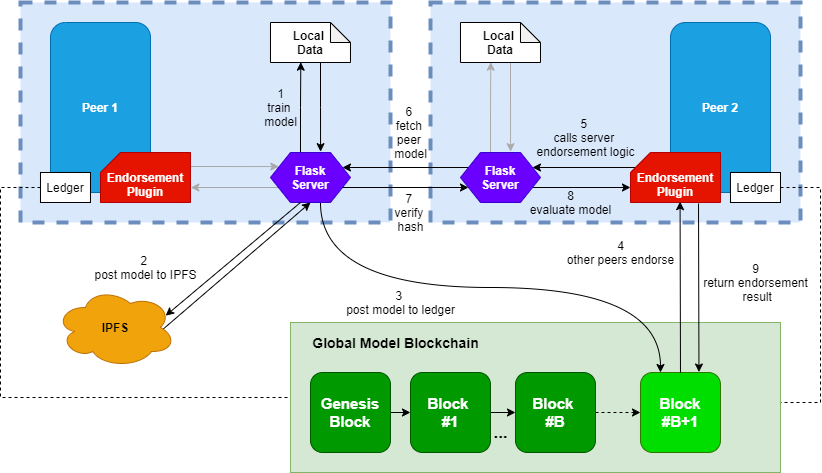 Local
Data
Peer 1
1
train
model
Endorsement
Plugin
Ledger
Flask
Server
6
fetch
peer
model
7
verify
hash
Local
Data
Peer 2
5
calls server
endorsement logic
Flask
Server
8
evaluate model
Endorsement
Plugin
Ledger
2
post model to IPFS
IPFS
3
post model to ledger
4
other peers endorse
9
return endorsement
result
Global Model Blockchain
Genesis
Block
Block
#1
...
Block
#B
Block
#B+1